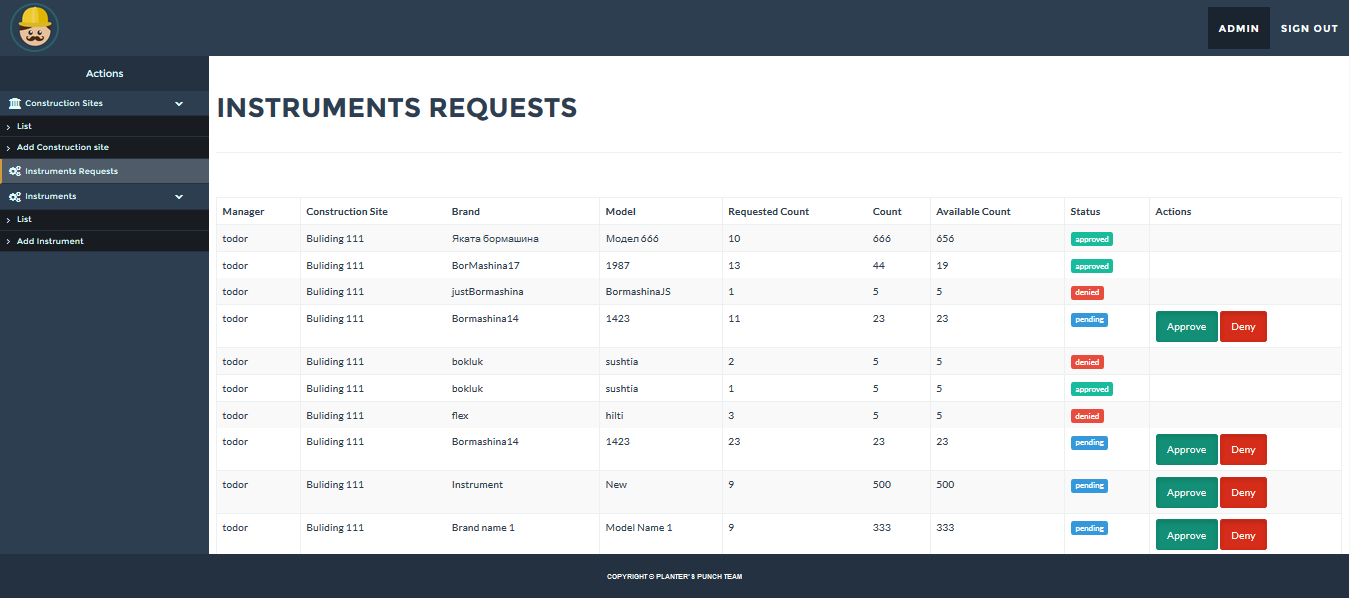 ADMIN SIGN OUT
Actions
Construction Sites
List
Add Construction site
Instruments Requests
Instruments
List
Add Instrument
INSTRUMENTS REQUESTS
Manager Construction Site Brand Model Requested Count Count Available Count Status Actions
todor Buliding 111 Яката бормашина Модел 666 10 666 656 approved
todor Buliding 111 BorMashina17 1987 13 44 19 approved
todor Buliding 111 justBormashina BormashinaJS 1 5 5 denied
todor Buliding 111 Bormashina14 1423 11 23 23 pending Approve Deny
todor Buliding 111 bokluk sushtia 2 5 5 denied
todor Buliding 111 bokluk sushtia 1 5 5 approved
todor Buliding 111 flex hilti 3 5 5 denied
todor Buliding 111 Bormashina14 1423 23 23 23 pending Approve Deny
todor Buliding 111 Instrument New 9 500 500 pending Approve Deny
todor Buliding 111 Brand name 1 Model Name 1 9 333 333 pending Approve Deny
COPYRIGHT © PLANTER'S PUNCH TEAM